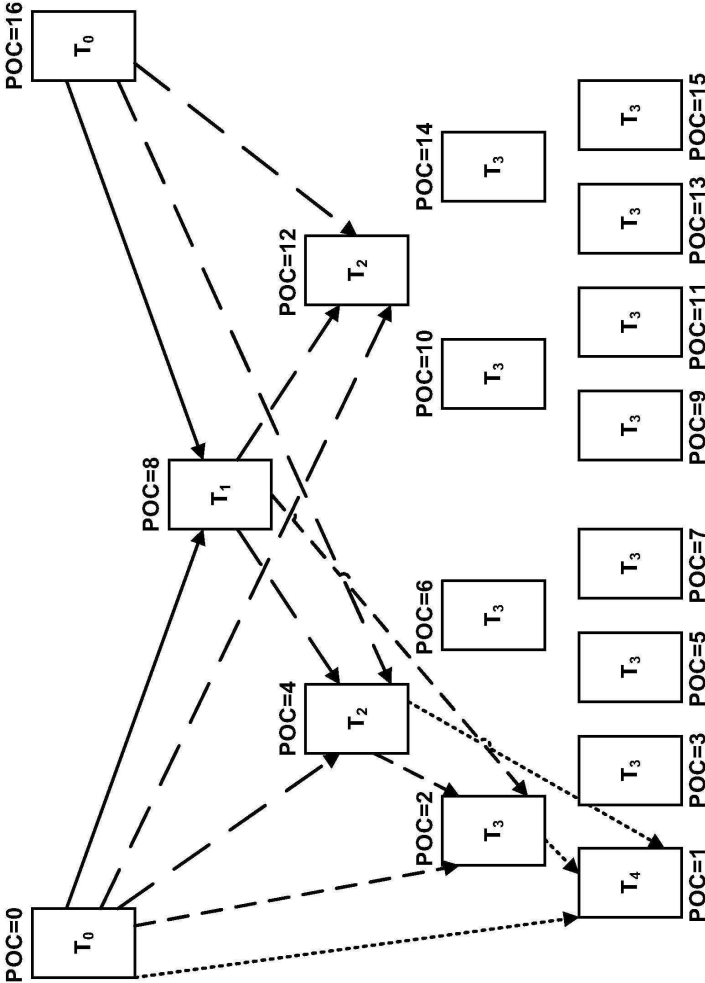 POC=0
T0
POC=16
T0
POC=8
T1
POC=4
T2
POC=12
T2
POC=2
T3
POC=6
T3
POC=10
T3
POC=14
T3
T4
POC=1
T3
POC=3
T3
POC=5
T3
POC=7
T3
POC=9
T3
POC=11
T3
POC=13
T3
POC=15